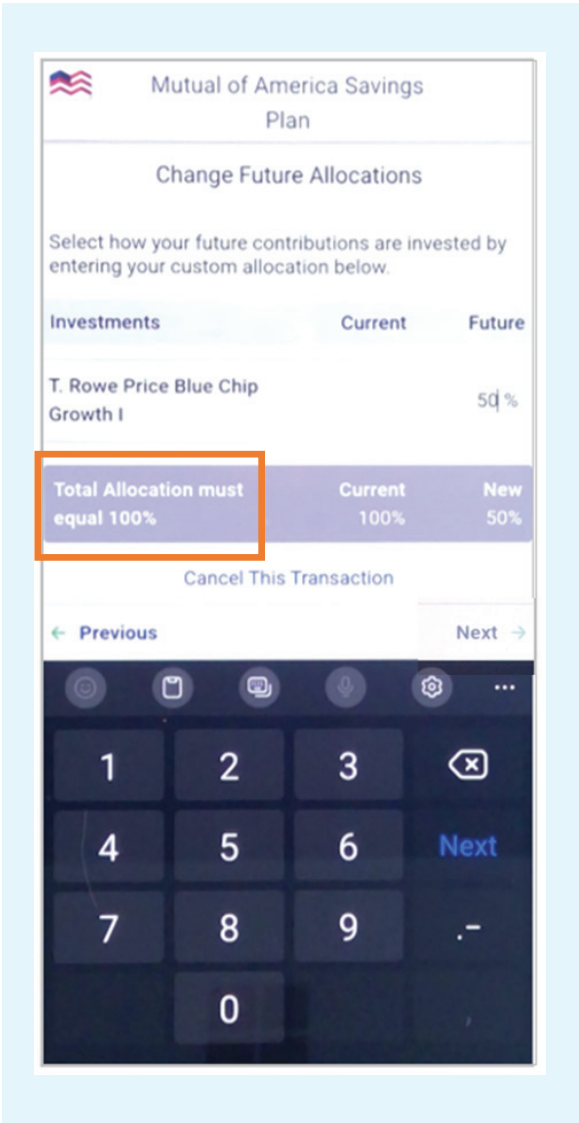 Mutual of America Savings
Plan
Change Future Allocations
Select how your future contributions are invested by
entering your custom allocation below.
Investments Current Future
T. Rowe Price Blue Chip
Growth I
50 %
Total Allocation must
equal 100%
Current
100%
New
50%
Cancel This Transaction
← Previous Next →
1 2 3
4 5 6 Next
7 8 9 .-
0 ,